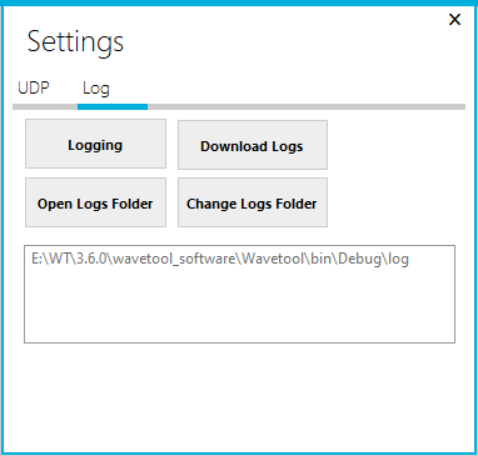 x
Settings
UDP Log
Logging Download Logs
Open Logs Folder Change Logs Folder
E:\WT\3.6.0\wavetool_software\Wavetool\bin\Debug\log